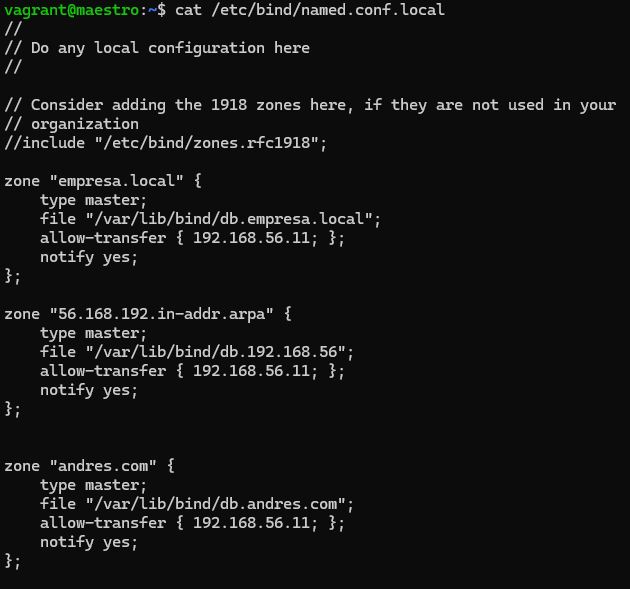 vagrant@maestro:~$ cat /etc/bind/named.conf.local
//
// Do any local configuration here
//
// Consider adding the 1918 zones here, if they are not used in your
// organization
//include "/etc/bind/zones.rfc1918";
zone "empresa.local" {
    type master;
    file "/var/lib/bind/db.empresa.local";
    allow-transfer { 192.168.56.11; };
    notify yes;
};
zone "56.168.192.in-addr.arpa" {
    type master;
    file "/var/lib/bind/db.192.168.56";
    allow-transfer { 192.168.56.11; };
    notify yes;
};
zone "andres.com" {
    type master;
    file "/var/lib/bind/db.andres.com";
    allow-transfer { 192.168.56.11; };
    notify yes;
};